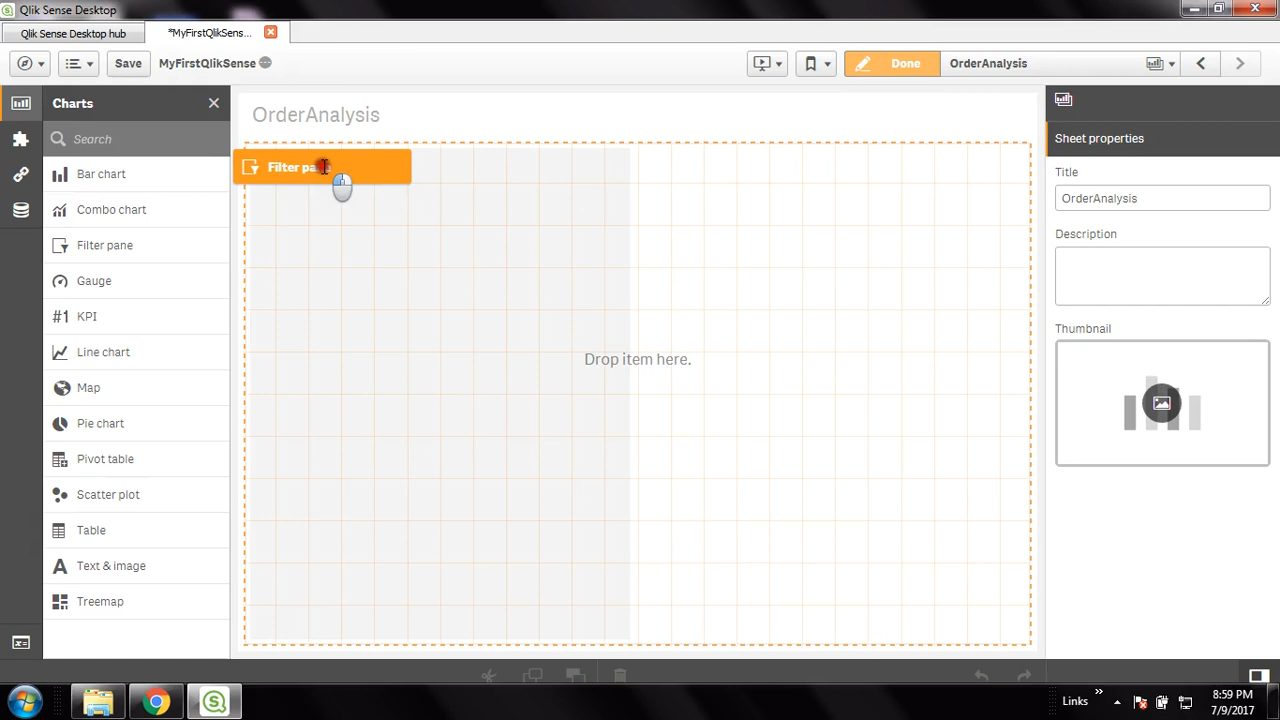 Qlik Sense Desktop
Qlik Sense Desktop hub
*MyFirstQlikSens...
Save
MyFirstQlikSense
Done
OrderAnalysis
Charts
OrderAnalysis
Sheet properties
Search
Filter
Bar chart
Title
OrderAnalysis
Combo chart
Description
Filter pane
Gauge
#1 KPI
Thumbnail
Line chart
Drop item here.
Map
Pie chart
Pivot table
Scatter plot
Table
A Text & image
Treemap
Links
8:59 PM
7/9/2017